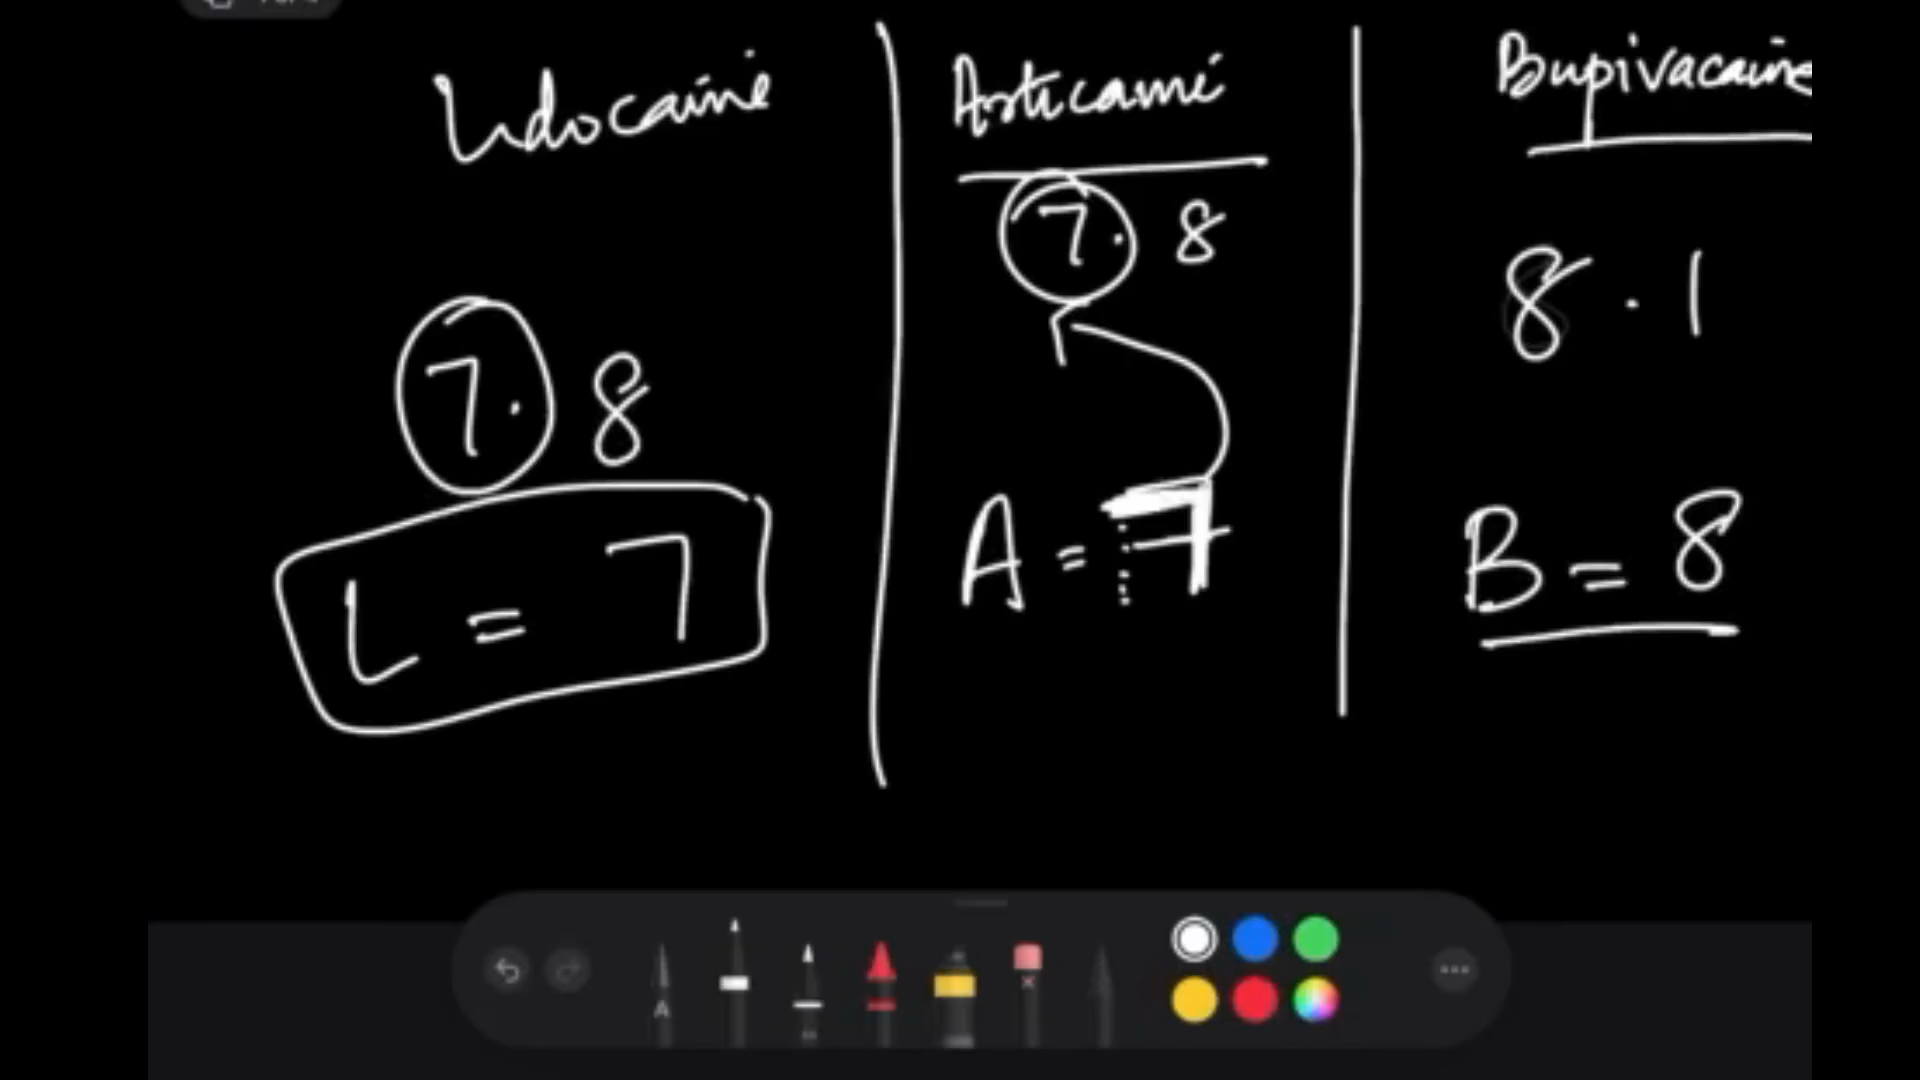 Lidocaine
7.8
L = 7
Articaine
7.8
A = 7
Bupivacaine
8.1
B = 8
A